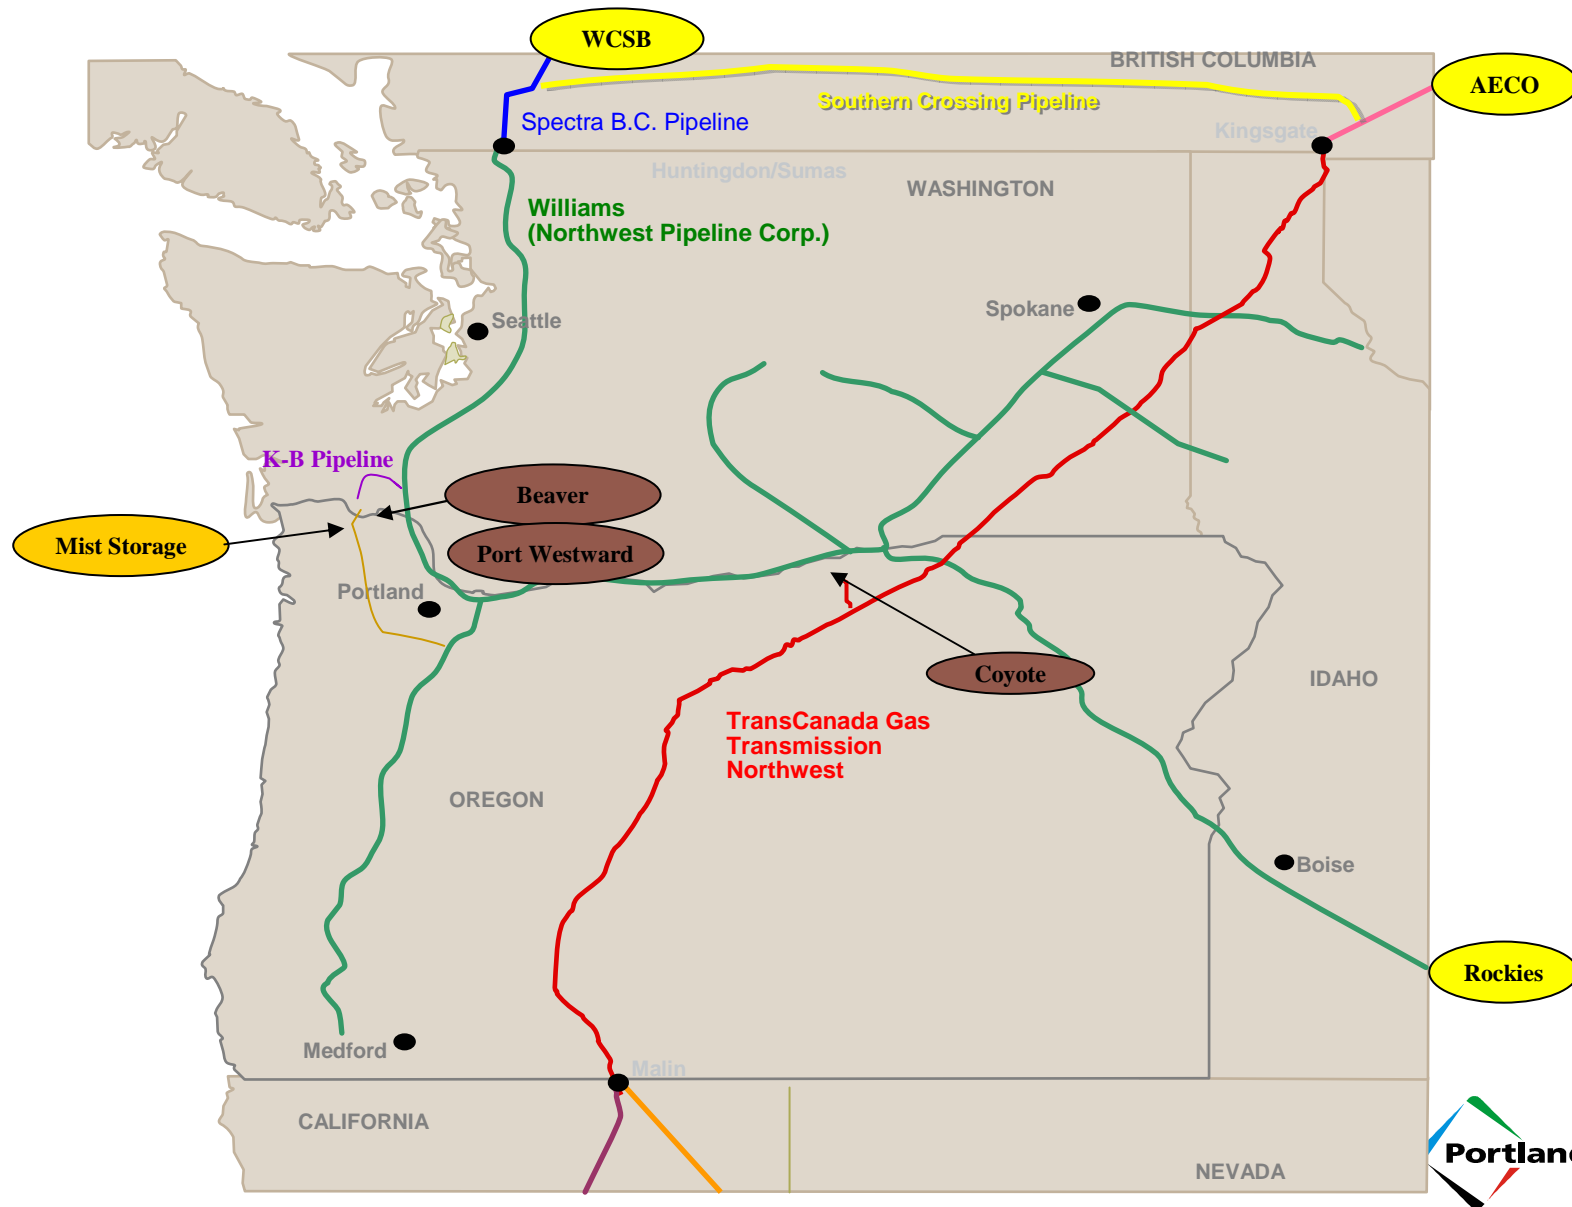 WCSB
BRITISH COLUMBIA
AECO
Southern Crossing Pipeline
Spectra B.C. Pipeline
Kingsgate
Huntingdon/Sumas
WASHINGTON
Williams
(Northwest Pipeline Corp.)
Spokane
Seattle
K-B Pipeline
Beaver
Mist Storage
Port Westward
Portland
Coyote
IDAHO
TransCanada Gas
Transmission
Northwest
OREGON
Boise
Rockies
Medford
Malin
CALIFORNIA
NEVADA
Portlan